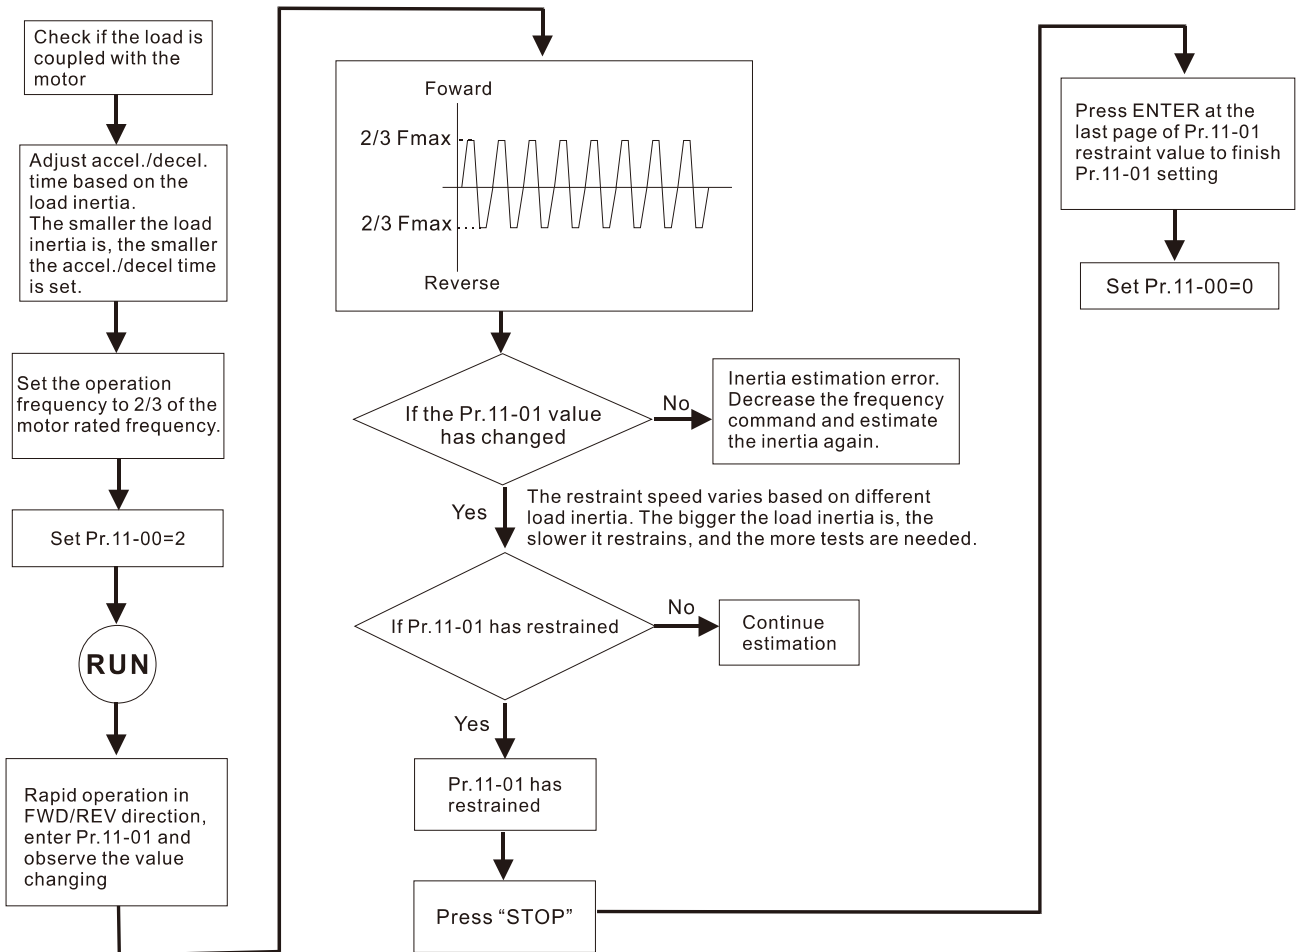 Check if the load is
coupled with the
motor
Adjust accel./decel.
time based on the
load inertia.
The smaller the load
inertia is, the smaller
the accel./decel time
is set.
Set the operation
frequency to 2/3 of the
motor rated frequency.
Set Pr.11-00=2
RUN
Rapid operation in
FWD/REV direction,
enter Pr.11-01 and
observe the value
changing
Foward
2/3 Fmax
2/3 Fmax
Reverse
If the Pr.11-01 value
has changed
No
Inertia estimation error.
Decrease the frequency
command and estimate
the inertia again.
Yes
The restraint speed varies based on different
load inertia. The bigger the load inertia is, the
slower it restrains, and the more tests are needed.
If Pr.11-01 has restrained
No
Continue
estimation
Yes
Pr.11-01 has
restrained
Press “STOP”
Press ENTER at the
last page of Pr.11-01
restraint value to finish
Pr.11-01 setting
Set Pr.11-00=0